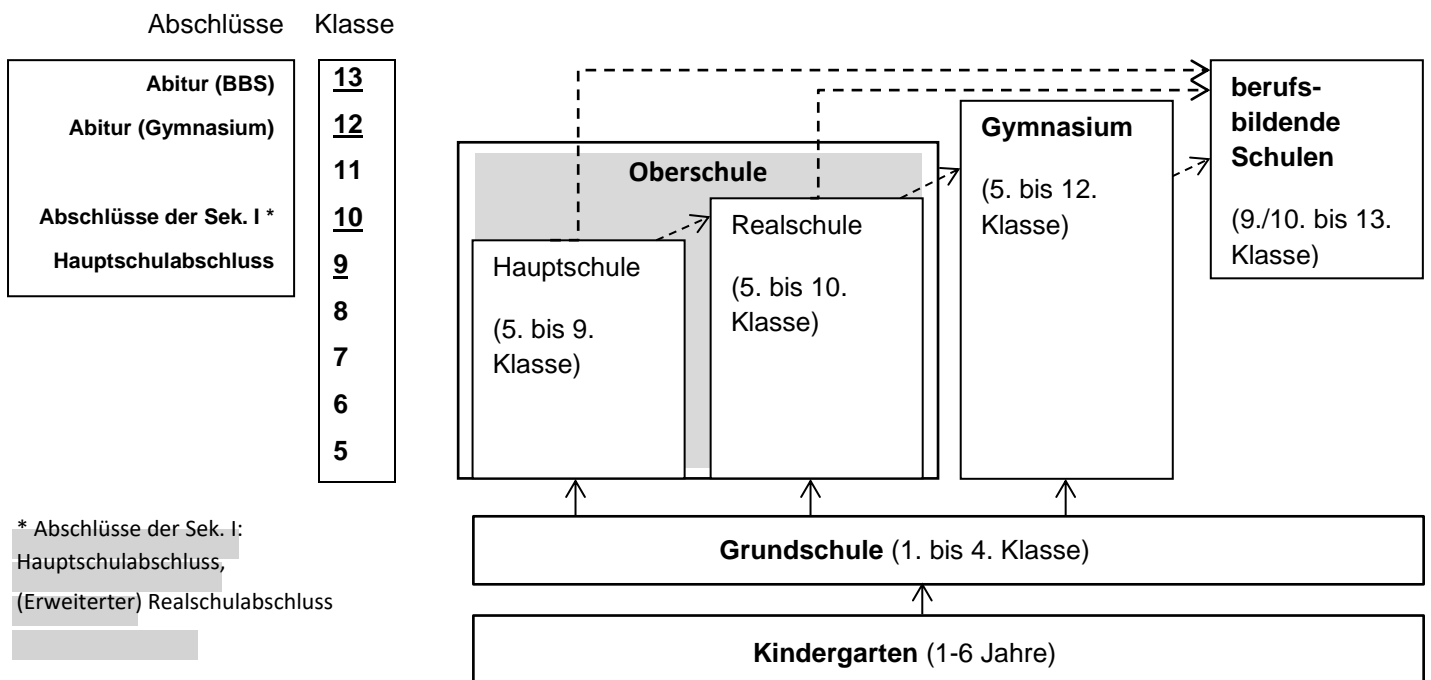 Abschlüsse
Klasse
Abitur (BBS)
Abitur (Gymnasium)
Abschlüsse der Sek. I *
Hauptschulabschluss
13
12
11
10
9
8
7
6
5
* Abschlüsse der Sek. I:
Hauptschulabschluss,
(Erweiterter) Realschulabschluss
Oberschule
Hauptschule
(5. bis 9.
Klasse)
Realschule
(5. bis 10.
Klasse)
Gymnasium
(5. bis 12.
Klasse)
berufs-
bildende
Schulen
(9./10. bis 13.
Klasse)
Grundschule (1. bis 4. Klasse)
Kindergarten (1-6 Jahre)